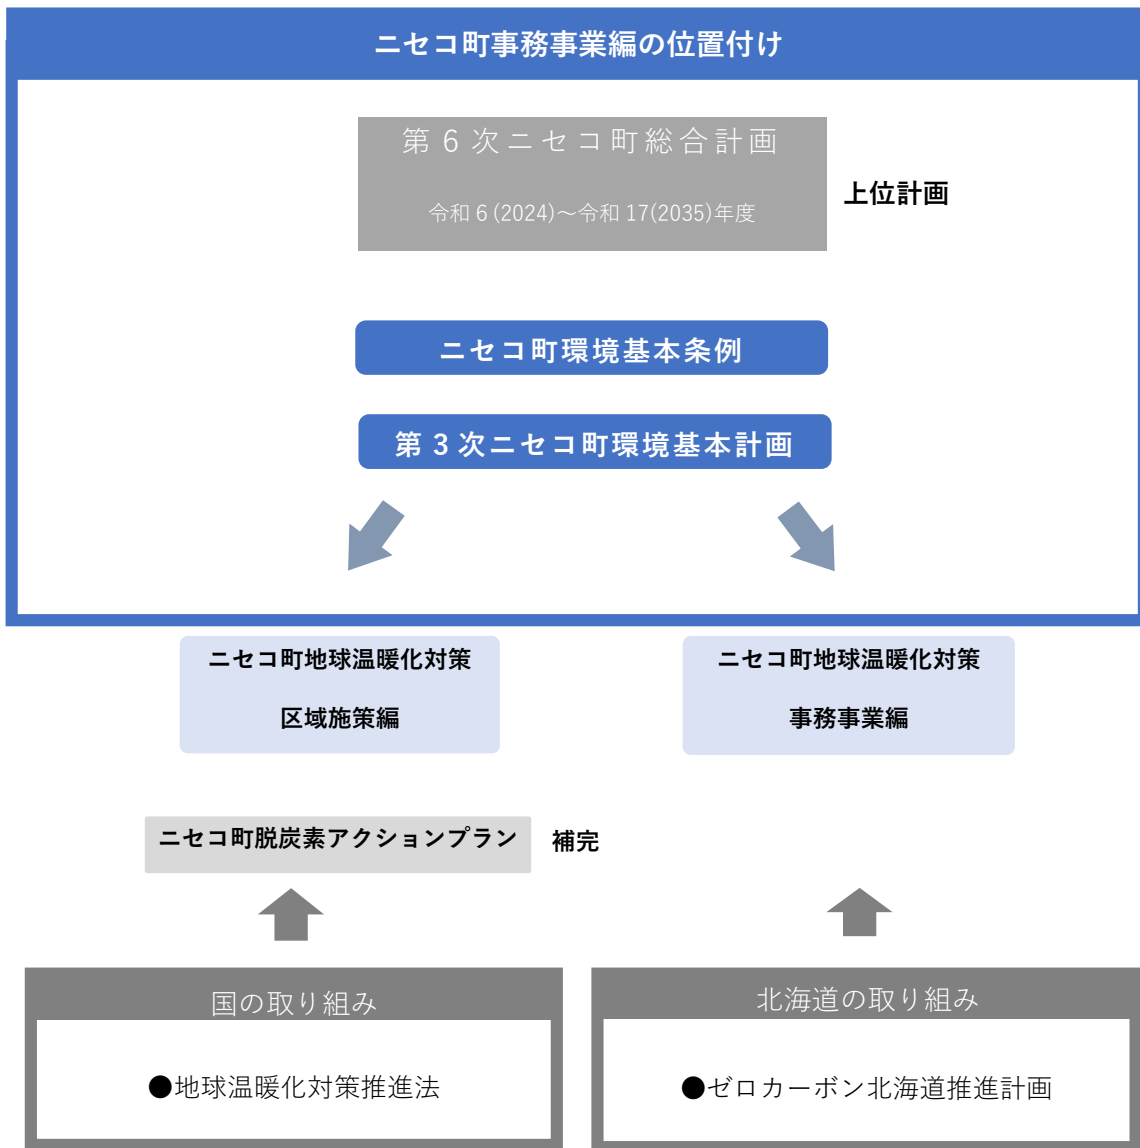 ニセコ町事務事業編の位置付け
第6次ニセコ町総合計画
令和6(2024)～令和17(2035)年度
上位計画
ニセコ町環境基本条例
第3次ニセコ町環境基本計画
ニセコ町地球温暖化対策
区域施策編
ニセコ町地球温暖化対策
事務事業編
ニセコ町脱炭素アクションプラン
補完
国の取り組み
●地球温暖化対策推進法
北海道の取り組み
●ゼロカーボン北海道推進計画